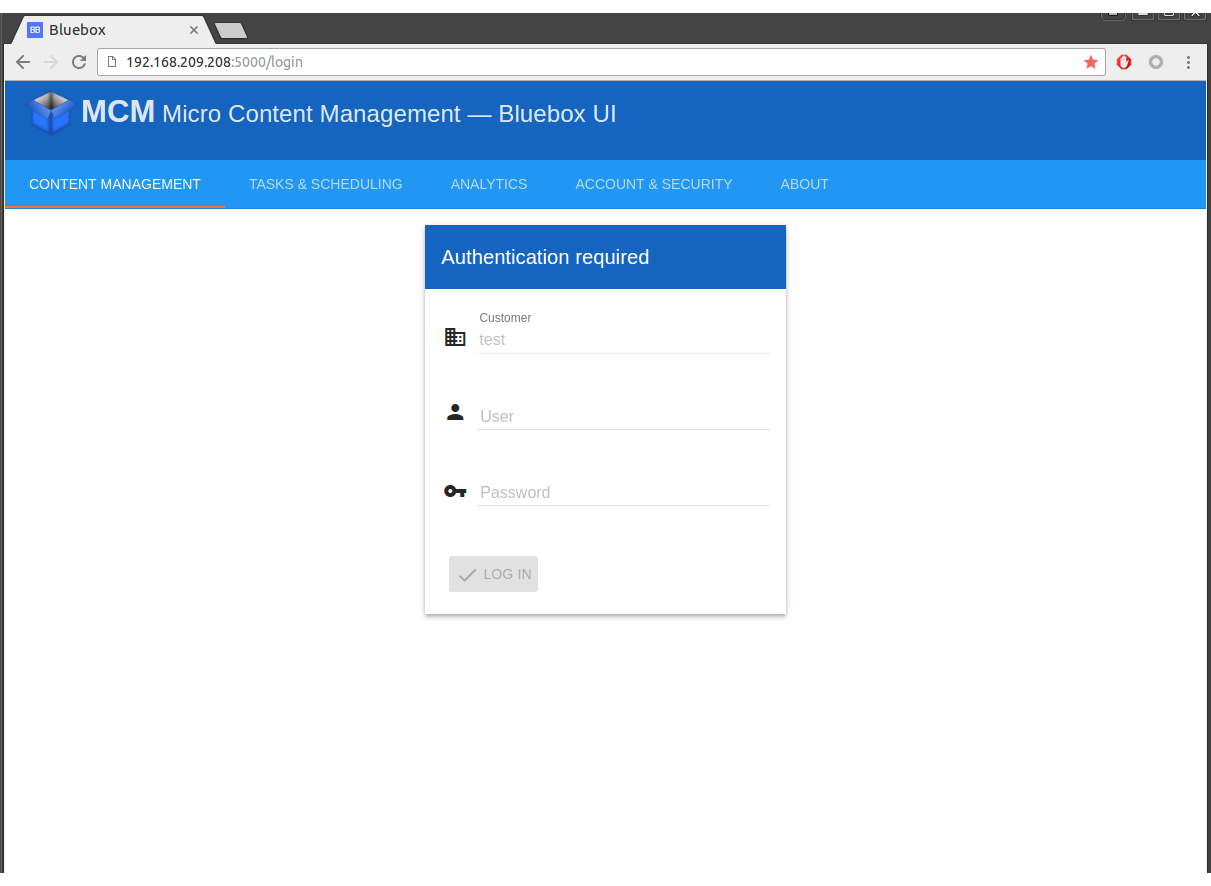 BB Bluebox
192.168.209.208:5000/login
MCM Micro Content Management — Bluebox UI
CONTENT MANAGEMENT TASKS & SCHEDULING ANALYTICS ACCOUNT & SECURITY ABOUT
Authentication required
Customer
test
User
Password
LOG IN